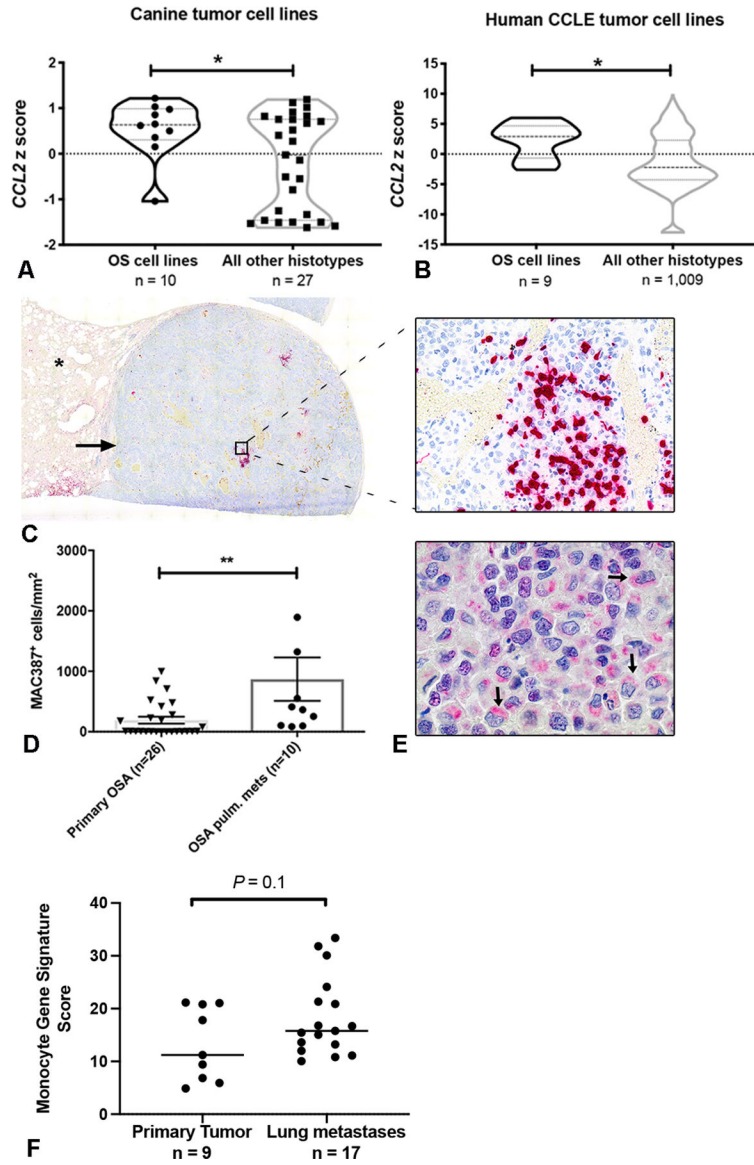 Canine tumor cell lines
*
CCL2 z score
2
1
0
-1
-2
OS cell lines
n = 10
All other histotypes
n = 27
A
Human CCLE tumor cell lines
*
CCL2 z score
15
10
5
0
-5
-10
-15
OS cell lines
n = 9
All other histotypes
n = 1,009
B
*
C
**
MAC387+ cells/mm²
3000
2000
1000
0
Primary OSA (n=26)
OSA pulm. mets (n=10)
D
E
P = 0.1
Monocyte Gene Signature
Score
40
30
20
10
0
Primary Tumor
n = 9
Lung metastases
n = 17
F